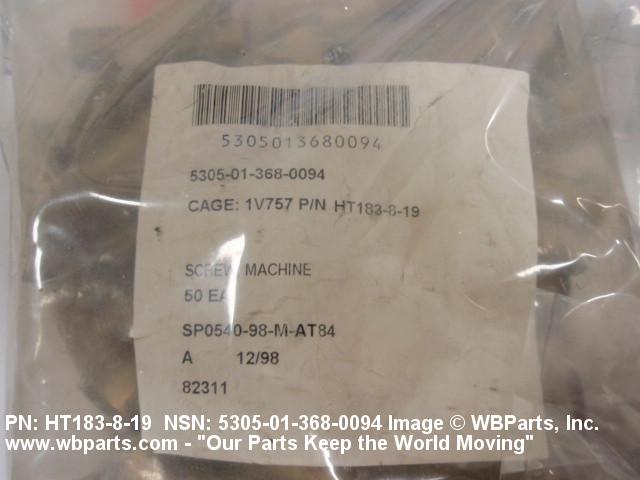 5305013680094
5305-01-368-0094
CAGE: 1V757 P/N HT183-8-19
SCREW, MACHINE
50 EA
SP0540-98-M-AT84
A 12/98
82311
PN: HT183-8-19 NSN: 5305-01-368-0094 Image © WBParts, Inc.
www.wbparts.com - "Our Parts Keep the World Moving"